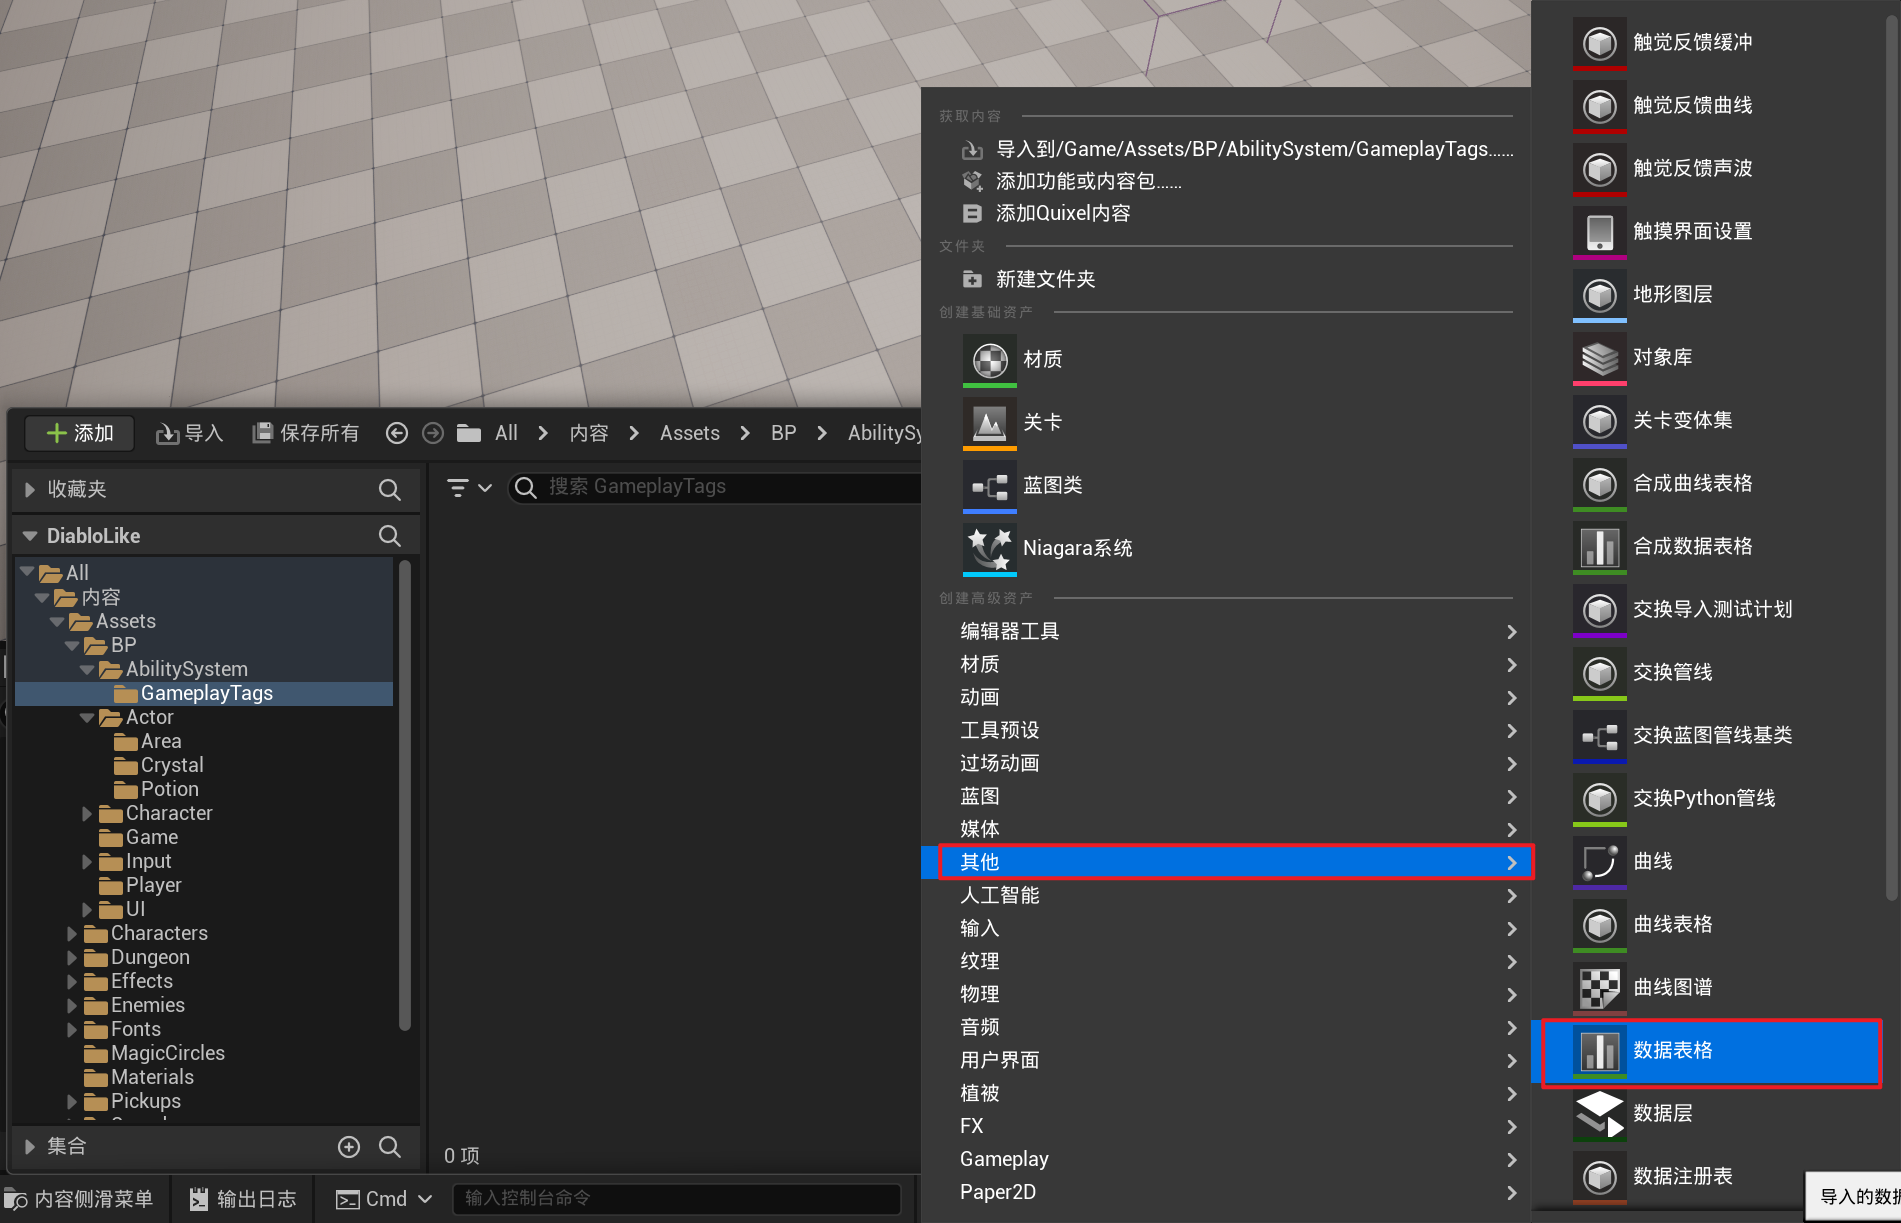 获取内容
导入到/Game/Assets/BP/AbilitySystem/GameplayTags......
添加功能或内容包......
添加Quixel内容
文件夹
新建文件夹
创建基础资产
材质
关卡
蓝图类
Niagara系统
创建高级资产
编辑器工具
材质
动画
工具预设
过场动画
蓝图
媒体
其他
人工智能
输入
纹理
物理
音频
用户界面
植被
FX
Gameplay
Paper2D
触觉反馈缓冲
触觉反馈曲线
触觉反馈声波
触摸界面设置
地形图层
对象库
关卡变体集
合成曲线表格
合成数据表格
交换导入测试计划
交换管线
交换蓝图管线基类
交换Python管线
曲线
曲线表格
曲线图谱
数据表格
数据层
数据注册表
导入的数
添加 导入 保存所有 All 内容 Assets BP AbilitySy
收藏夹
搜索 GameplayTags
DiabloLike
All
内容
Assets
BP
AbilitySystem
GameplayTags
Actor
Area
Crystal
Potion
Character
Game
Input
Player
UI
Characters
Dungeon
Effects
Enemies
Fonts
MagicCircles
Materials
Pickups
集合
0 项
内容侧滑菜单 输出日志 Cmd 输入控制台命令